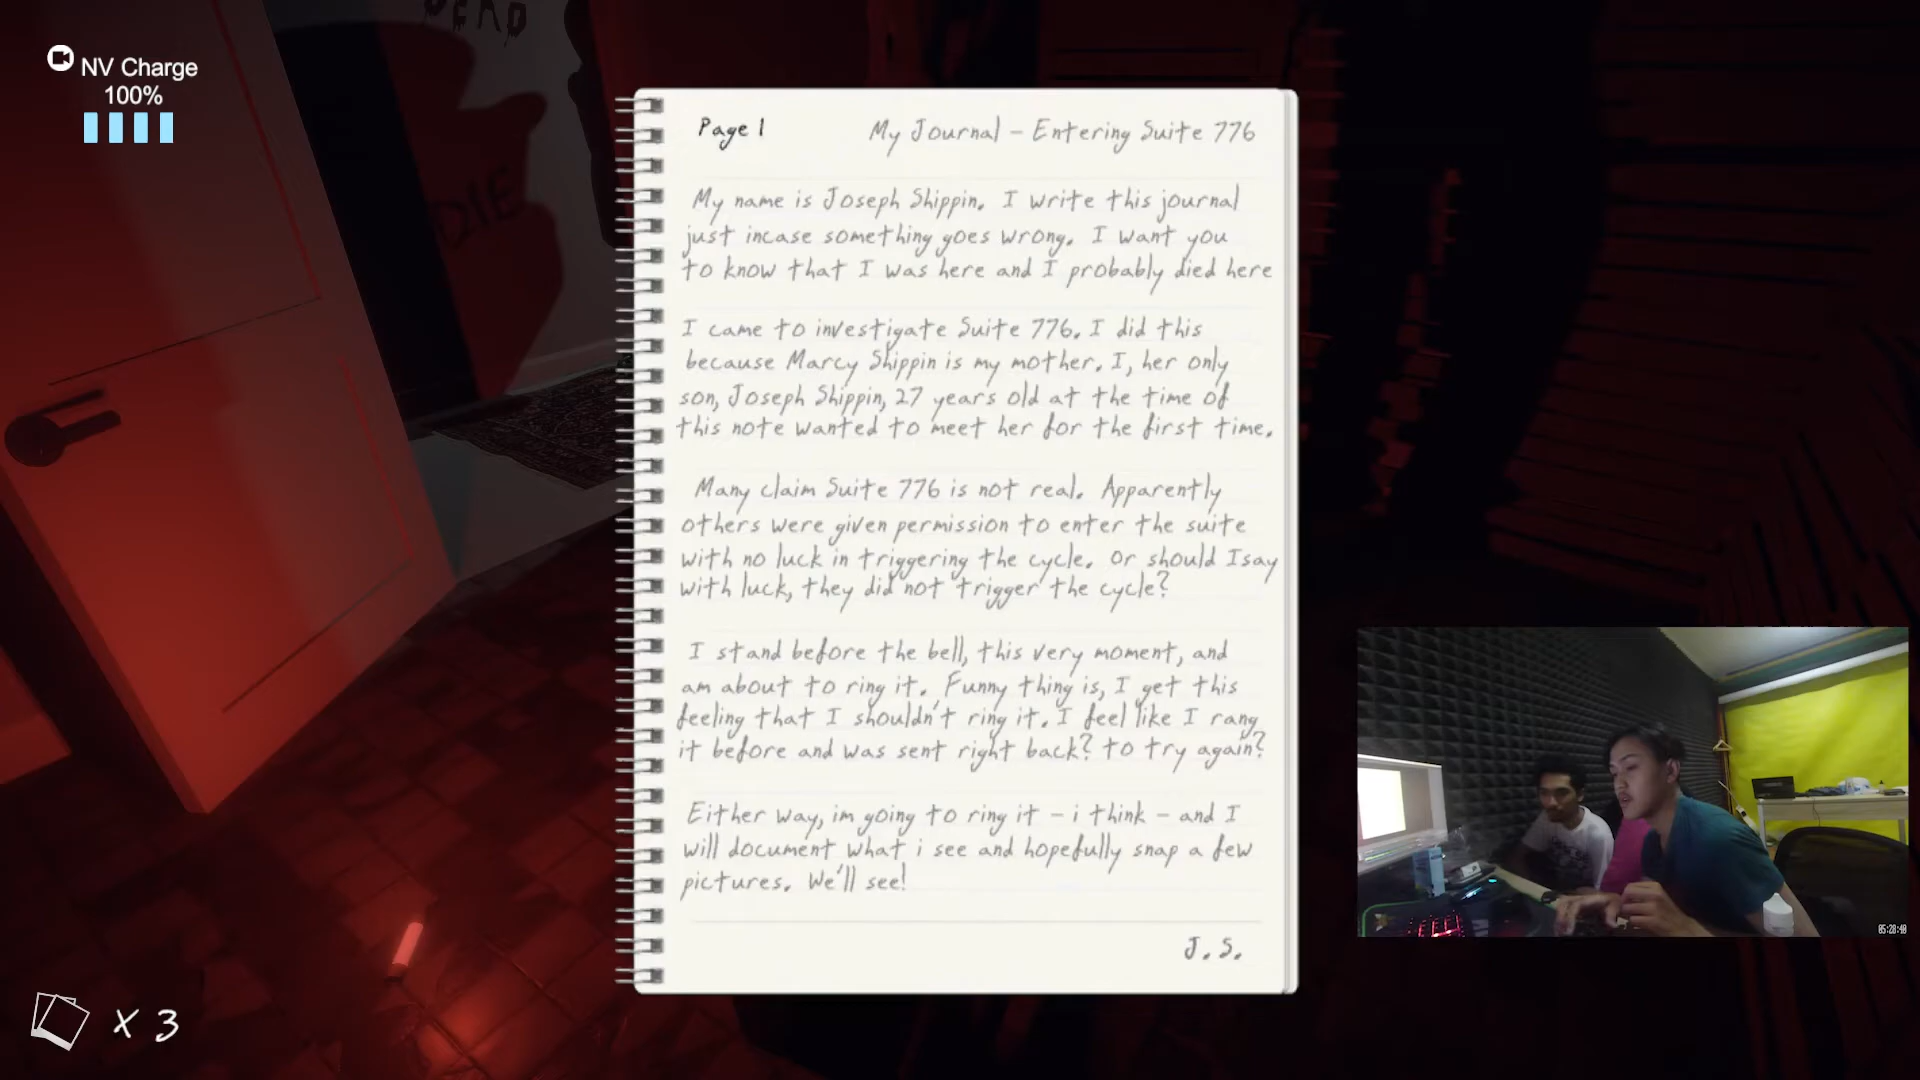 DEAD
NV Charge
100%
DIE
Page 1
My Journal - Entering Suite 776
My name is Joseph Shippin. I write this journal
just incase something goes wrong. I want you
to know that I was here and I probably died here
I came to investigate Suite 776. I did this
because Marcy Shippin is my mother. I, her only
son, Joseph Shippin, 27 years old at the time of
this note wanted to meet her for the first time.
Many claim Suite 776 is not real. Apparently
others were given permission to enter the suite
with no luck in triggering the cycle. Or should Isay
with luck, they did not trigger the cycle?
I stand before the bell, this very moment, and
am about to ring it. Funny thing is, I get this
feeling that I shouldn't ring it. I feel like I rang
it before and was sent right back? to try again?
Either way, im going to ring it - i think - and I
will document what i see and hopefully snap a few
pictures. We'll see!
J. S.
X 3
05:28:40